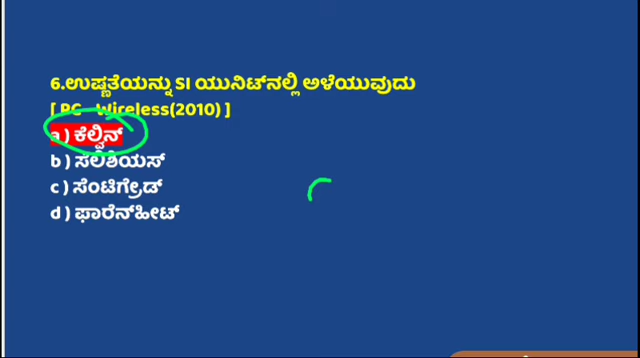 6.ಉಷ್ಣತೆಯನ್ನು SI ಯುನಿಟ್‌ನಲ್ಲಿ ಅಳೆಯುವುದು
[ PC - Wireless(2010) ]
a ) ಕೆಲ್ವಿನ್
b ) ಸೆಲಿಶಿಯಸ್
c ) ಸೆಂಟಿಗ್ರೇಡ್
d ) ಫಾರೆನ್‌ಹೀಟ್